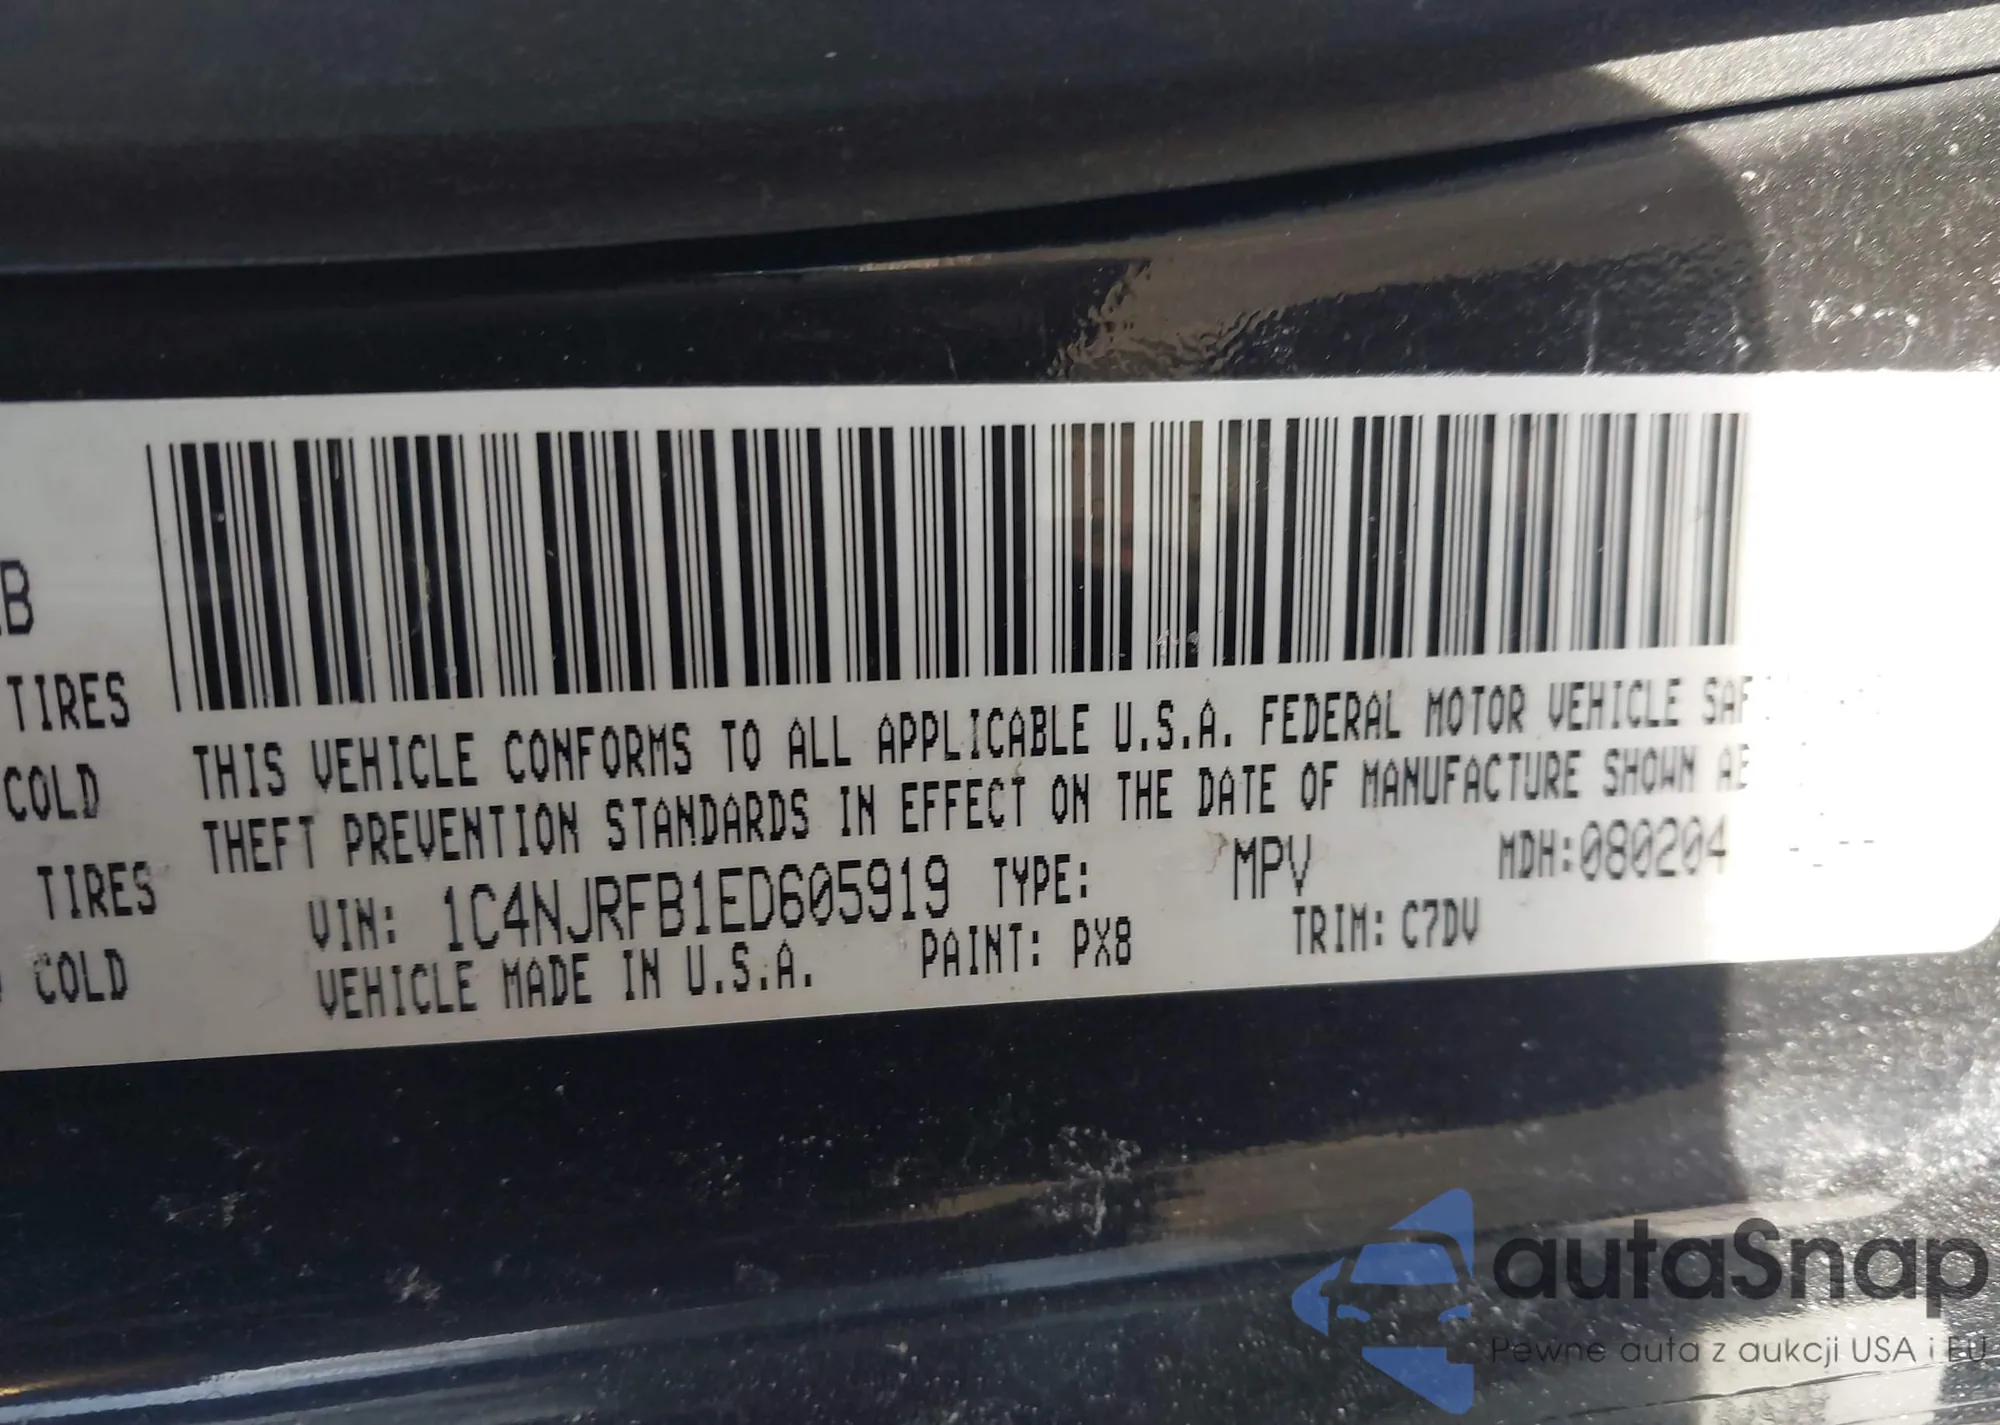 B
TIRES
COLD
TIRES
COLD
THIS VEHICLE CONFORMS TO ALL APPLICABLE U.S.A. FEDERAL MOTOR VEHICLE SAF
THEFT PREVENTION STANDARDS IN EFFECT ON THE DATE OF MANUFACTURE SHOWN AB
VIN: 1C4NJRFB1ED605919 TYPE: MPV MDH:080204
VEHICLE MADE IN U.S.A. PAINT: PX8 TRIM: C7DV
autaSnap
Pewne auta z aukcji USA i EU